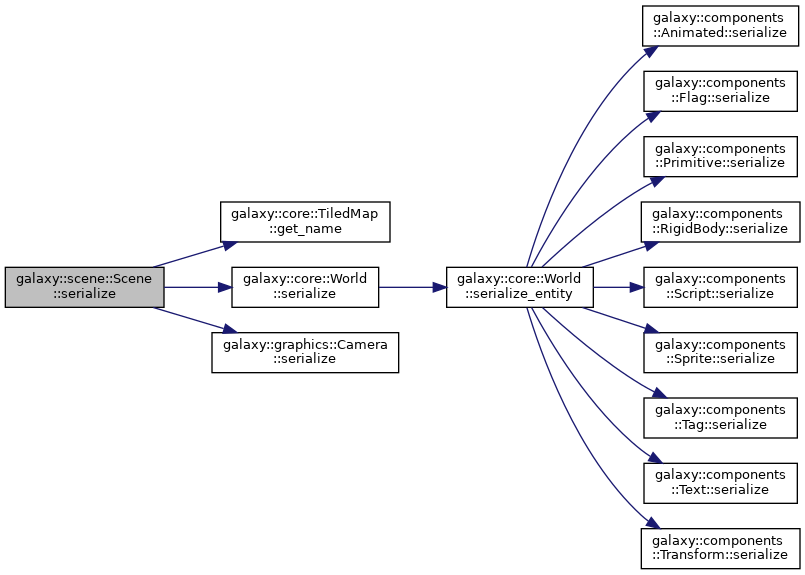 galaxy::scene::Scene
::serialize
galaxy::core::TiledMap
::get_name
galaxy::core::World
::serialize
galaxy::graphics::Camera
::serialize
galaxy::core::World
::serialize_entity
galaxy::components
::Animated::serialize
galaxy::components
::Flag::serialize
galaxy::components
::Primitive::serialize
galaxy::components
::RigidBody::serialize
galaxy::components
::Script::serialize
galaxy::components
::Sprite::serialize
galaxy::components
::Tag::serialize
galaxy::components
::Text::serialize
galaxy::components
::Transform::serialize